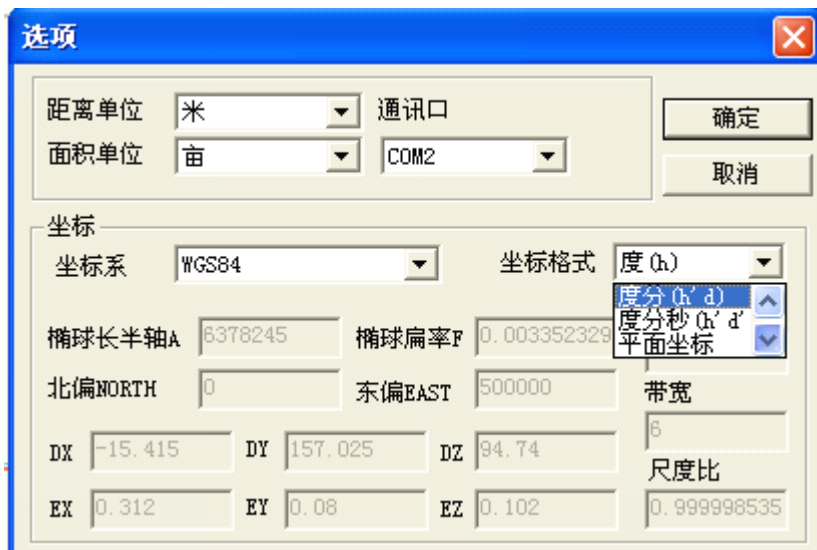 选项
距离单位 米 通讯口
确定
面积单位 亩 COM2
取消
坐标
坐标系 WGS84 坐标格式 度(h)
度分(h'd)
度分秒(h'd'
平面坐标
椭球长半轴A 6378245 椭球扁率F 0.003352329
北偏NORTH 0 东偏EAST 500000 带宽
6
DX -15.415 DY 157.025 DZ 94.74
尺度比
EX 0.312 EY 0.08 EZ 0.102 0.999998535